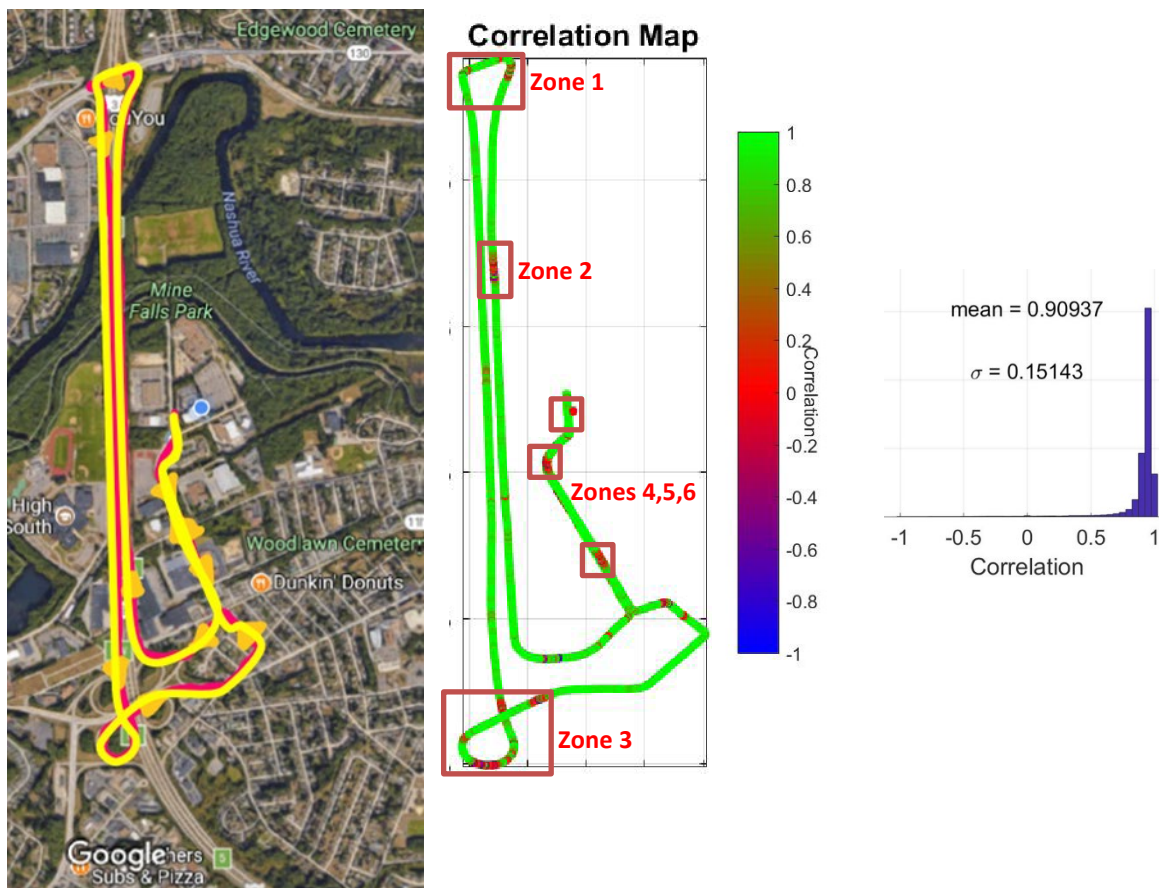 Edgewood Cemetery
130
3
YouYou
Nashua River
Mine
Falls Park
High
South
Woodlawn Cemetery
Dunkin' Donuts
Google
hers
5
Subs & Pizza
Correlation Map
Zone 1
Zone 2
Zones 4,5,6
Zone 3
1
0.8
0.6
0.4
0.2
0
-0.2
-0.4
-0.6
-0.8
-1
Correlation
mean = 0.90937
σ = 0.15143
-1 -0.5 0 0.5 1
Correlation